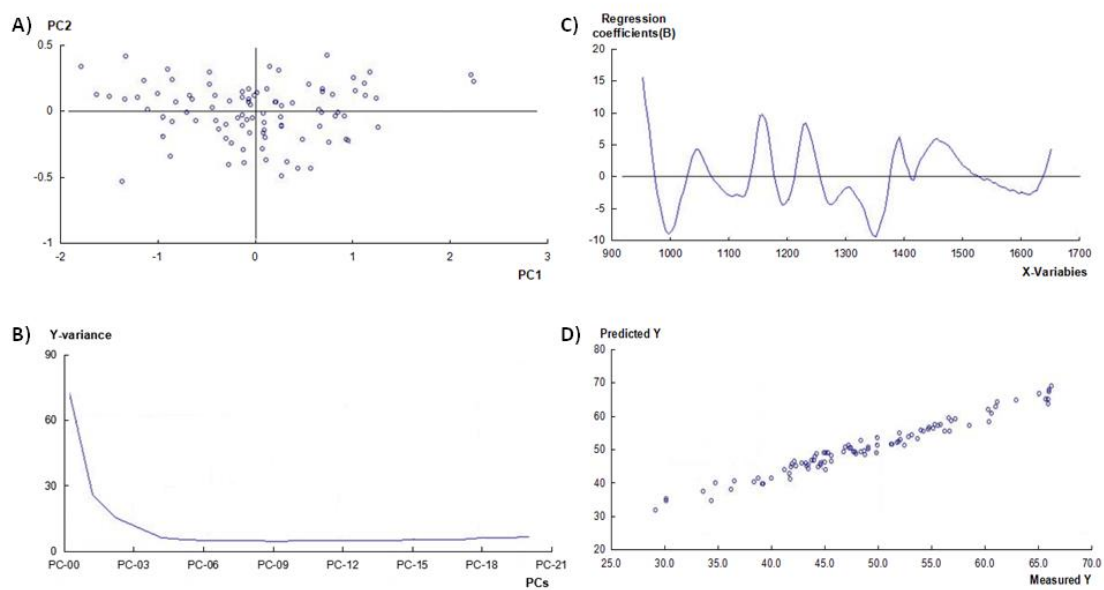 A)
PC2
0.5
0
-0.5
-1
-2 -1 0 1 2 3
PC1
B)
Y-variance
90
60
30
0
PC-00 PC-03 PC-06 PC-09 PC-12 PC-15 PC-18 PC-21
PCs
C)
Regression
coefficients(B)
20
15
10
5
0
-5
-10
900 1000 1100 1200 1300 1400 1500 1600 1700
X-Variabies
D)
Predicted Y
80
70
60
50
40
30
20
25.0 30.0 35.0 40.0 45.0 50.0 55.0 60.0 65.0 70.0
Measured Y